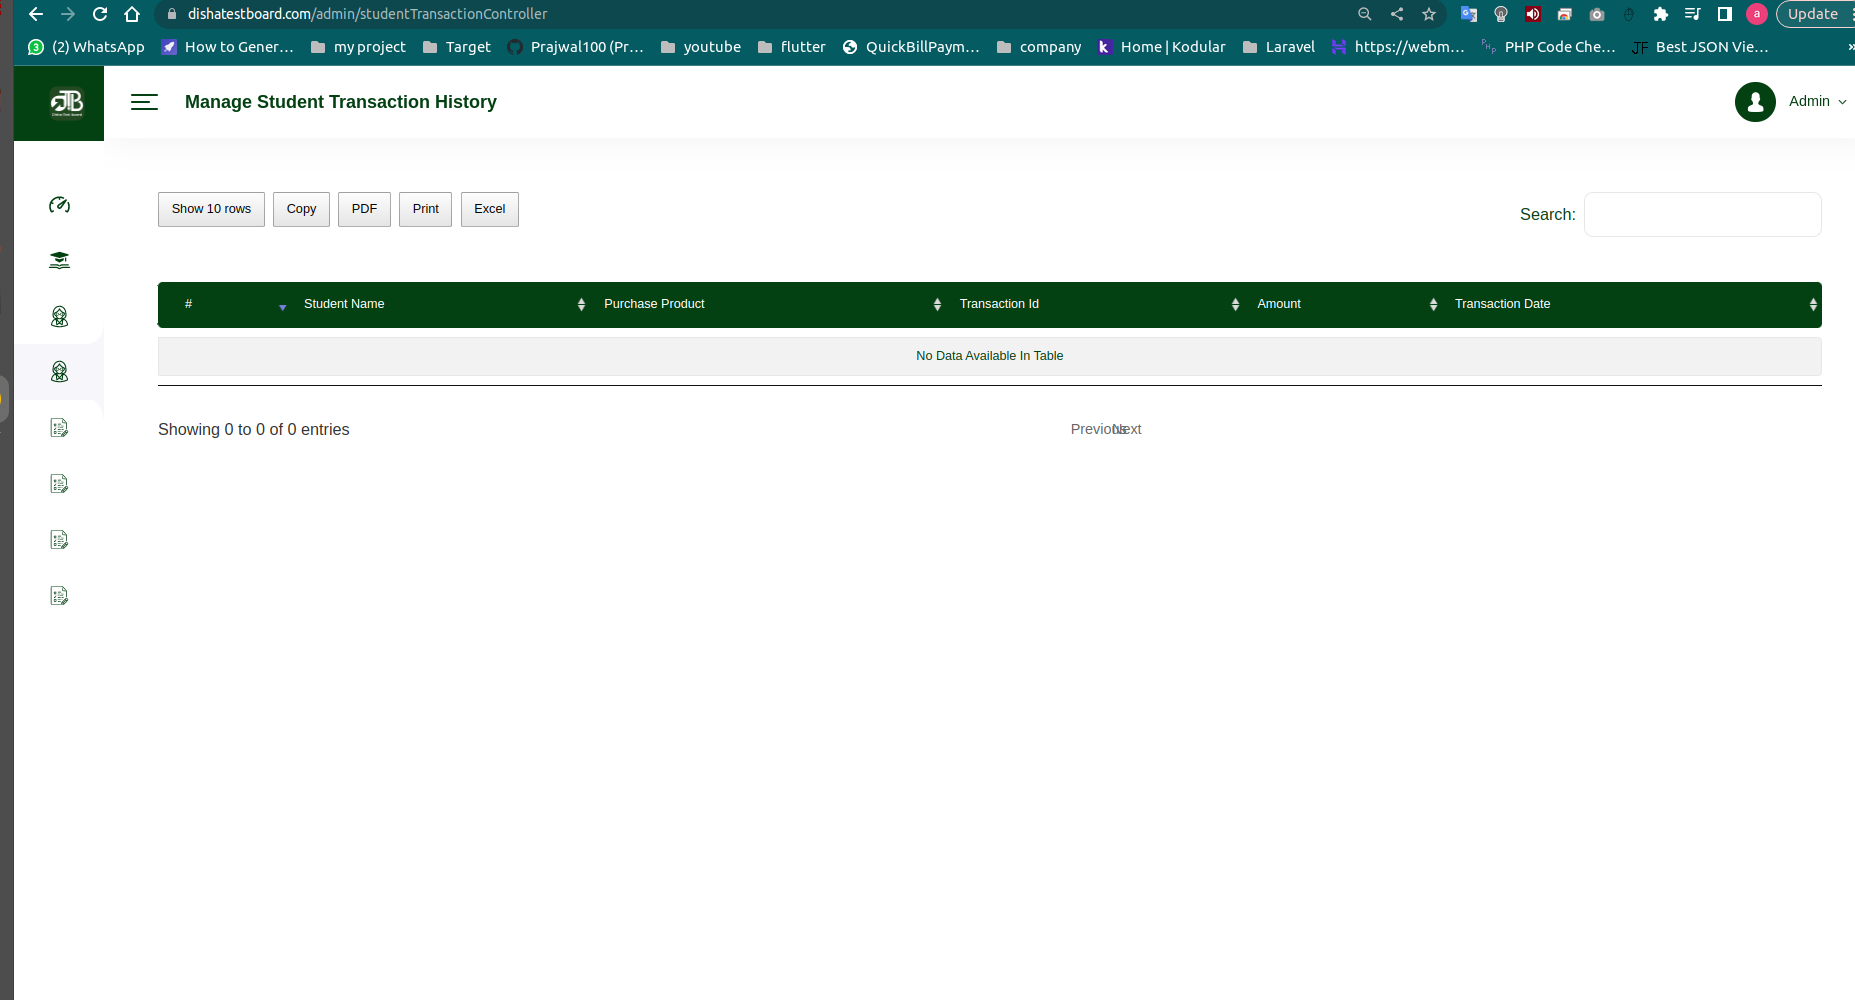 dishatestboard.com/admin/studentTransactionController
Update
(2) WhatsApp How to Gener… my project Target Prajwal100 (Pr… youtube flutter QuickBillPaym… company Home | Kodular Laravel https://webm… PHP Code Che… JF Best JSON Vie… »
Manage Student Transaction History
Admin
Show 10 rows Copy PDF Print Excel
Search:
# Student Name Purchase Product Transaction Id Amount Transaction Date
No Data Available In Table
Showing 0 to 0 of 0 entries
Previous Next